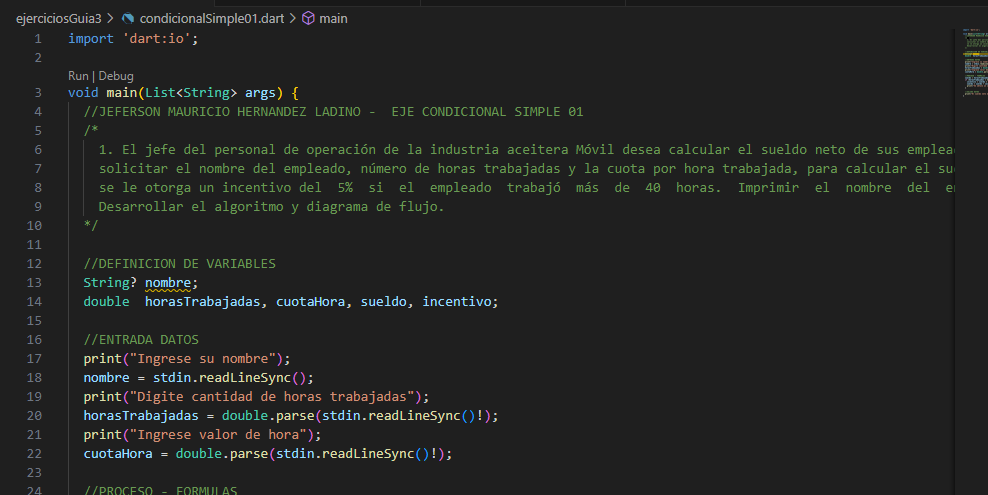 ejerciciosGuia3 > condicionalSimple01.dart > main
1 import 'dart:io';
2
Run | Debug
3 void main(List<String> args) {
4 //JEFERSON MAURICIO HERNANDEZ LADINO -  EJE CONDICIONAL SIMPLE 01
5 /*
6 1. El jefe del personal de operación de la industria aceitera Móvil desea calcular el sueldo neto de sus emplea
7 solicitar el nombre del empleado, número de horas trabajadas y la cuota por hora trabajada, para calcular el su
8 se le otorga un incentivo del 5% si el empleado trabajó más de 40 horas. Imprimir el nombre del e
9 Desarrollar el algoritmo y diagrama de flujo.
10 */
11
12 //DEFINICION DE VARIABLES
13 String? nombre;
14 double  horasTrabajadas, cuotaHora, sueldo, incentivo;
15
16 //ENTRADA DATOS
17 print("Ingrese su nombre");
18 nombre = stdin.readLineSync();
19 print("Digite cantidad de horas trabajadas");
20 horasTrabajadas = double.parse(stdin.readLineSync()!);
21 print("Ingrese valor de hora");
22 cuotaHora = double.parse(stdin.readLineSync()!);
23
24 //PROCESO - FORMULAS